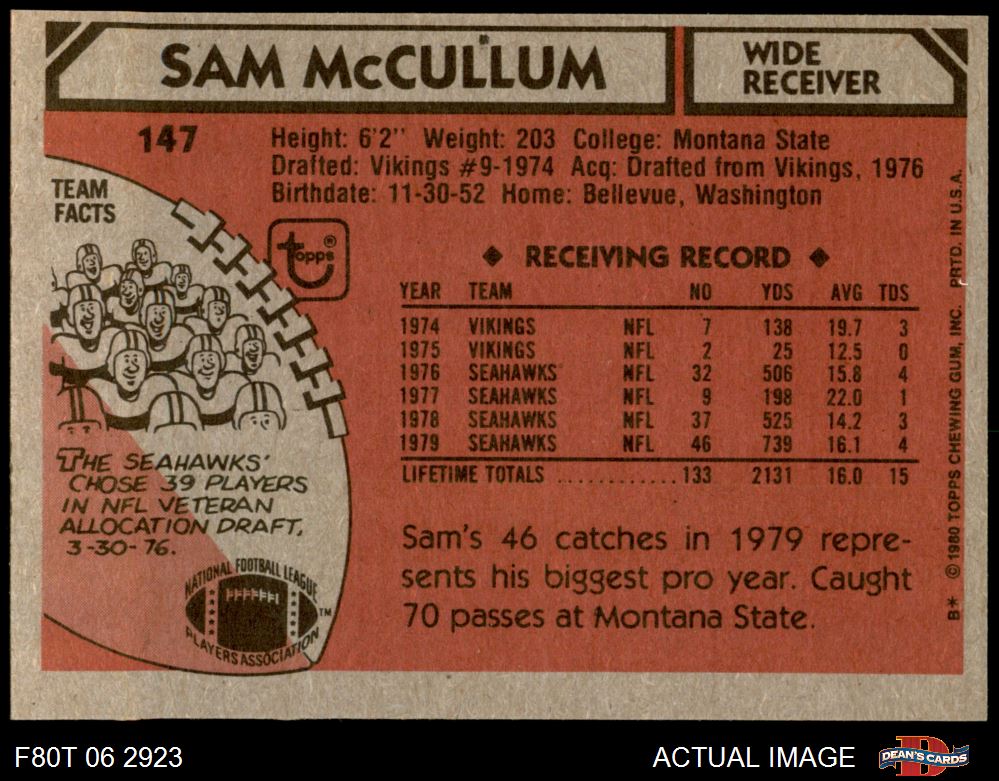 SAM McCULLUM
WIDE
RECEIVER
147
Height: 6'2" Weight: 203 College: Montana State
Drafted: Vikings #9-1974 Acq: Drafted from Vikings, 1976
Birthdate: 11-30-52 Home: Bellevue, Washington
TEAM
FACTS
topps®
◆ RECEIVING RECORD ◆
YEAR TEAM NO YDS AVG TDS
1974 VIKINGS NFL 7 138 19.7 3
1975 VIKINGS NFL 2 25 12.5 0
1976 SEAHAWKS NFL 32 506 15.8 4
1977 SEAHAWKS NFL 9 198 22.0 1
1978 SEAHAWKS NFL 37 525 14.2 3
1979 SEAHAWKS NFL 46 739 16.1 4
LIFETIME TOTALS ............ 133 2131 16.0 15
THE SEAHAWKS'
CHOSE 39 PLAYERS
IN NFL VETERAN
ALLOCATION DRAFT,
3-30-76.
NATIONAL FOOTBALL LEAGUE
PLAYERS ASSOCIATION
™
Sam's 46 catches in 1979 repre-
sents his biggest pro year. Caught
70 passes at Montana State.
B* © 1980 TOPPS CHEWING GUM, INC. PRTD. IN U.S.A.
F80T 06 2923
ACTUAL IMAGE
DEAN'S CARDS